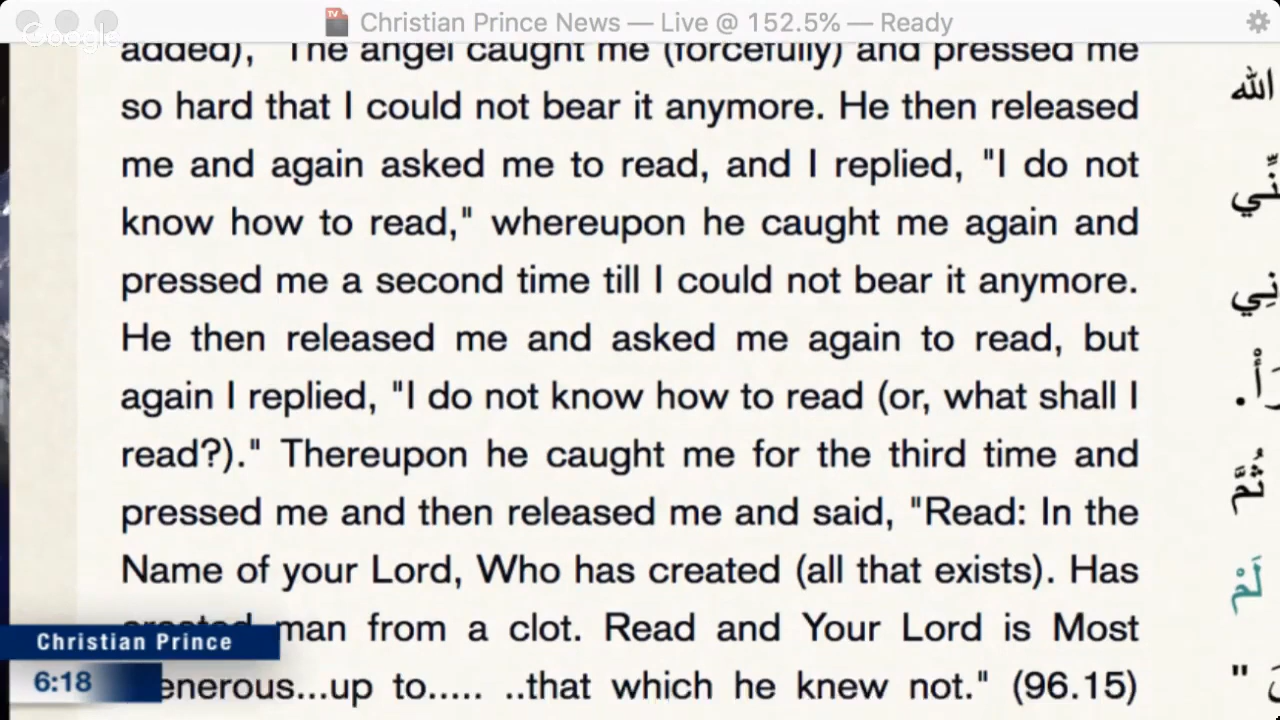 Christian Prince News — Live @ 152.5% — Ready
Google
added), "The angel caught me (forcefully) and pressed me
so hard that I could not bear it anymore. He then released
me and again asked me to read, and I replied, "I do not
know how to read," whereupon he caught me again and
pressed me a second time till I could not bear it anymore.
He then released me and asked me again to read, but
again I replied, "I do not know how to read (or, what shall I
read?)." Thereupon he caught me for the third time and
pressed me and then released me and said, "Read: In the
Name of your Lord, Who has created (all that exists). Has
created man from a clot. Read and Your Lord is Most
enerous...up to..... ..that which he knew not." (96.15)
Christian Prince
6:18
الله